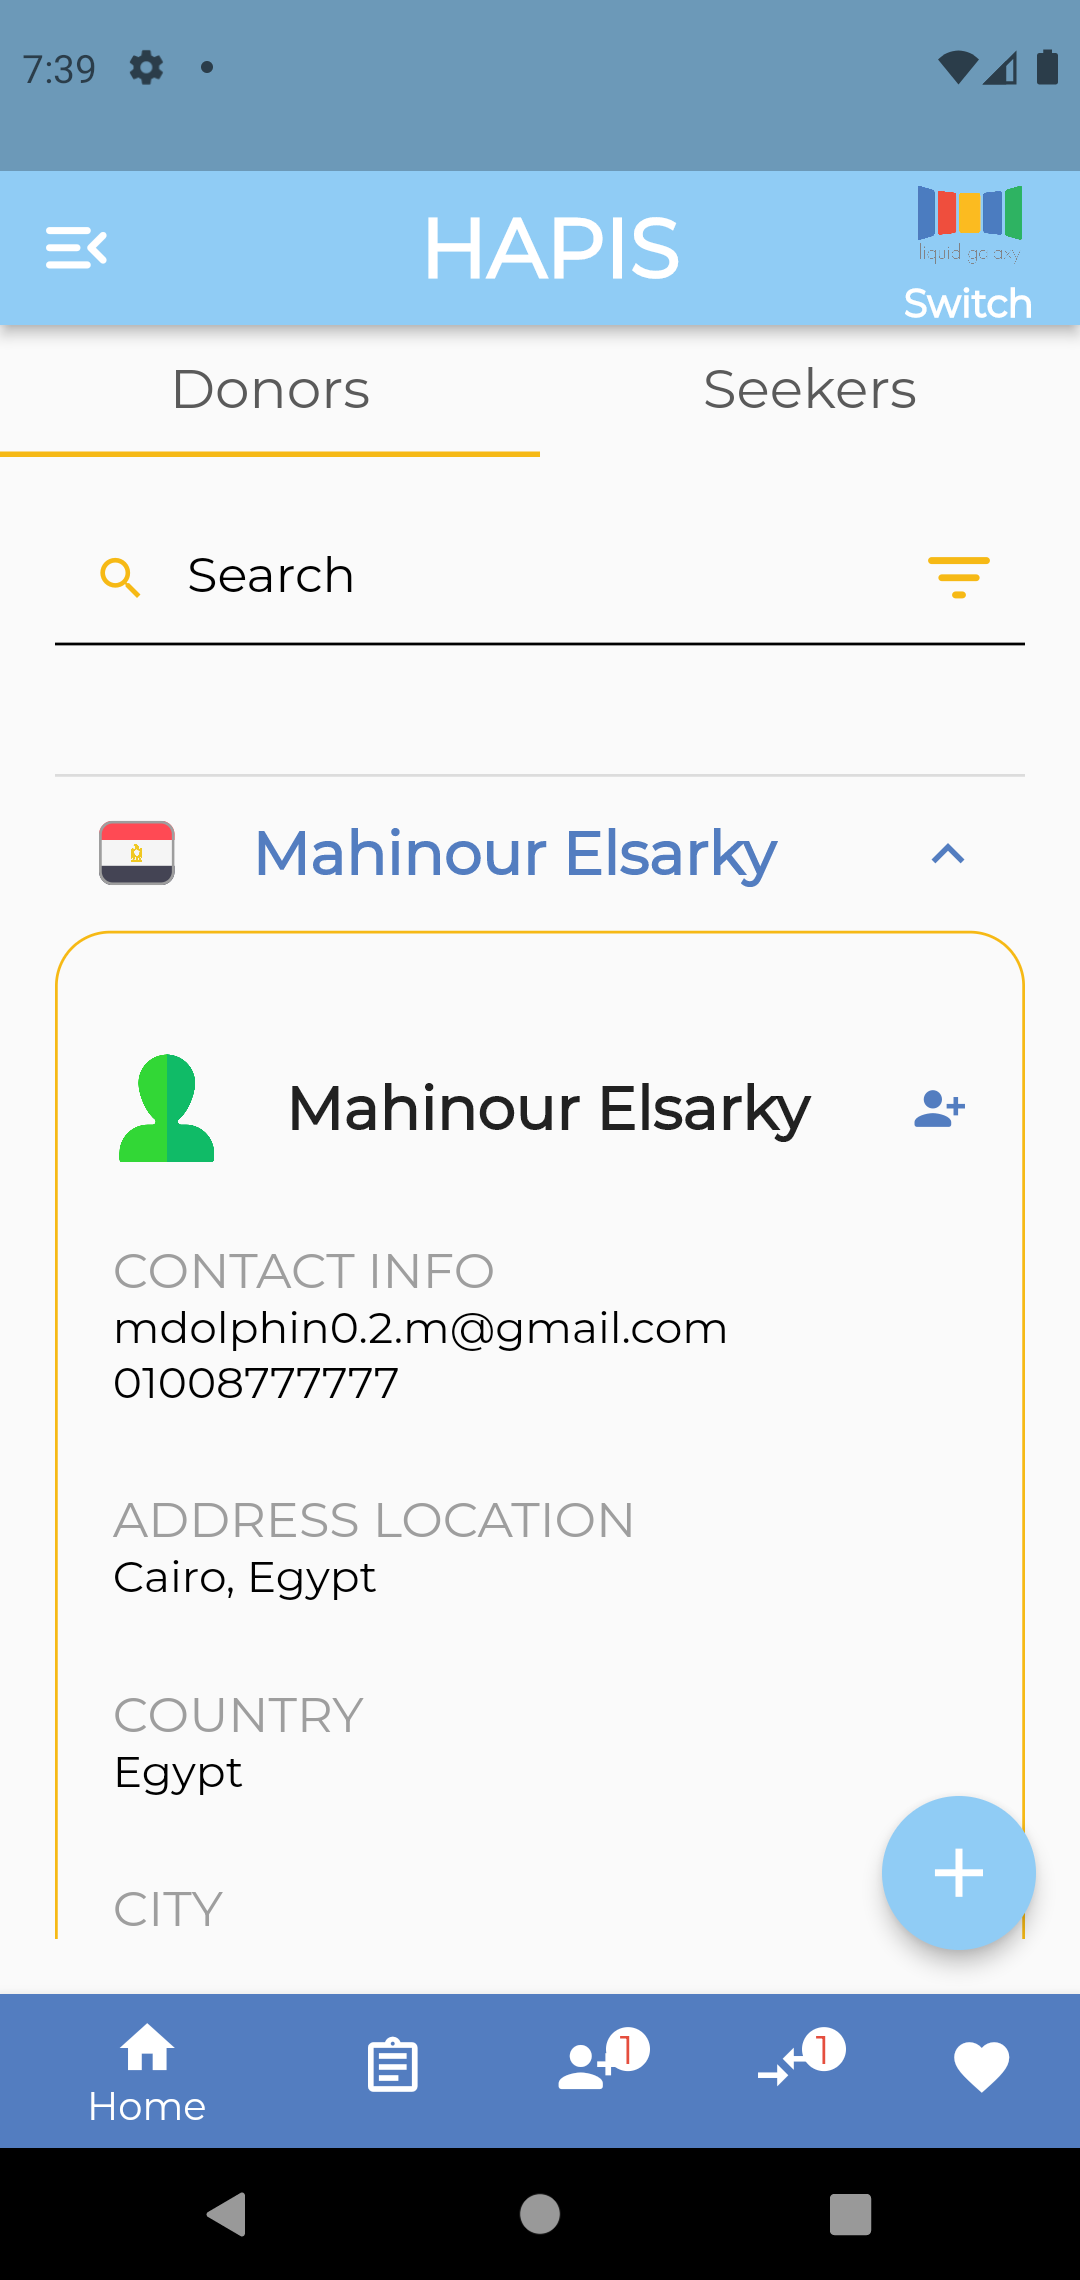 7:39
HAPIS
liquid galaxy
Switch
Donors
Seekers
Search
Mahinour Elsarky
Mahinour Elsarky
CONTACT INFO
mdolphin0.2.m@gmail.com
01008777777
ADDRESS LOCATION
Cairo, Egypt
COUNTRY
Egypt
CITY
1
1
Home